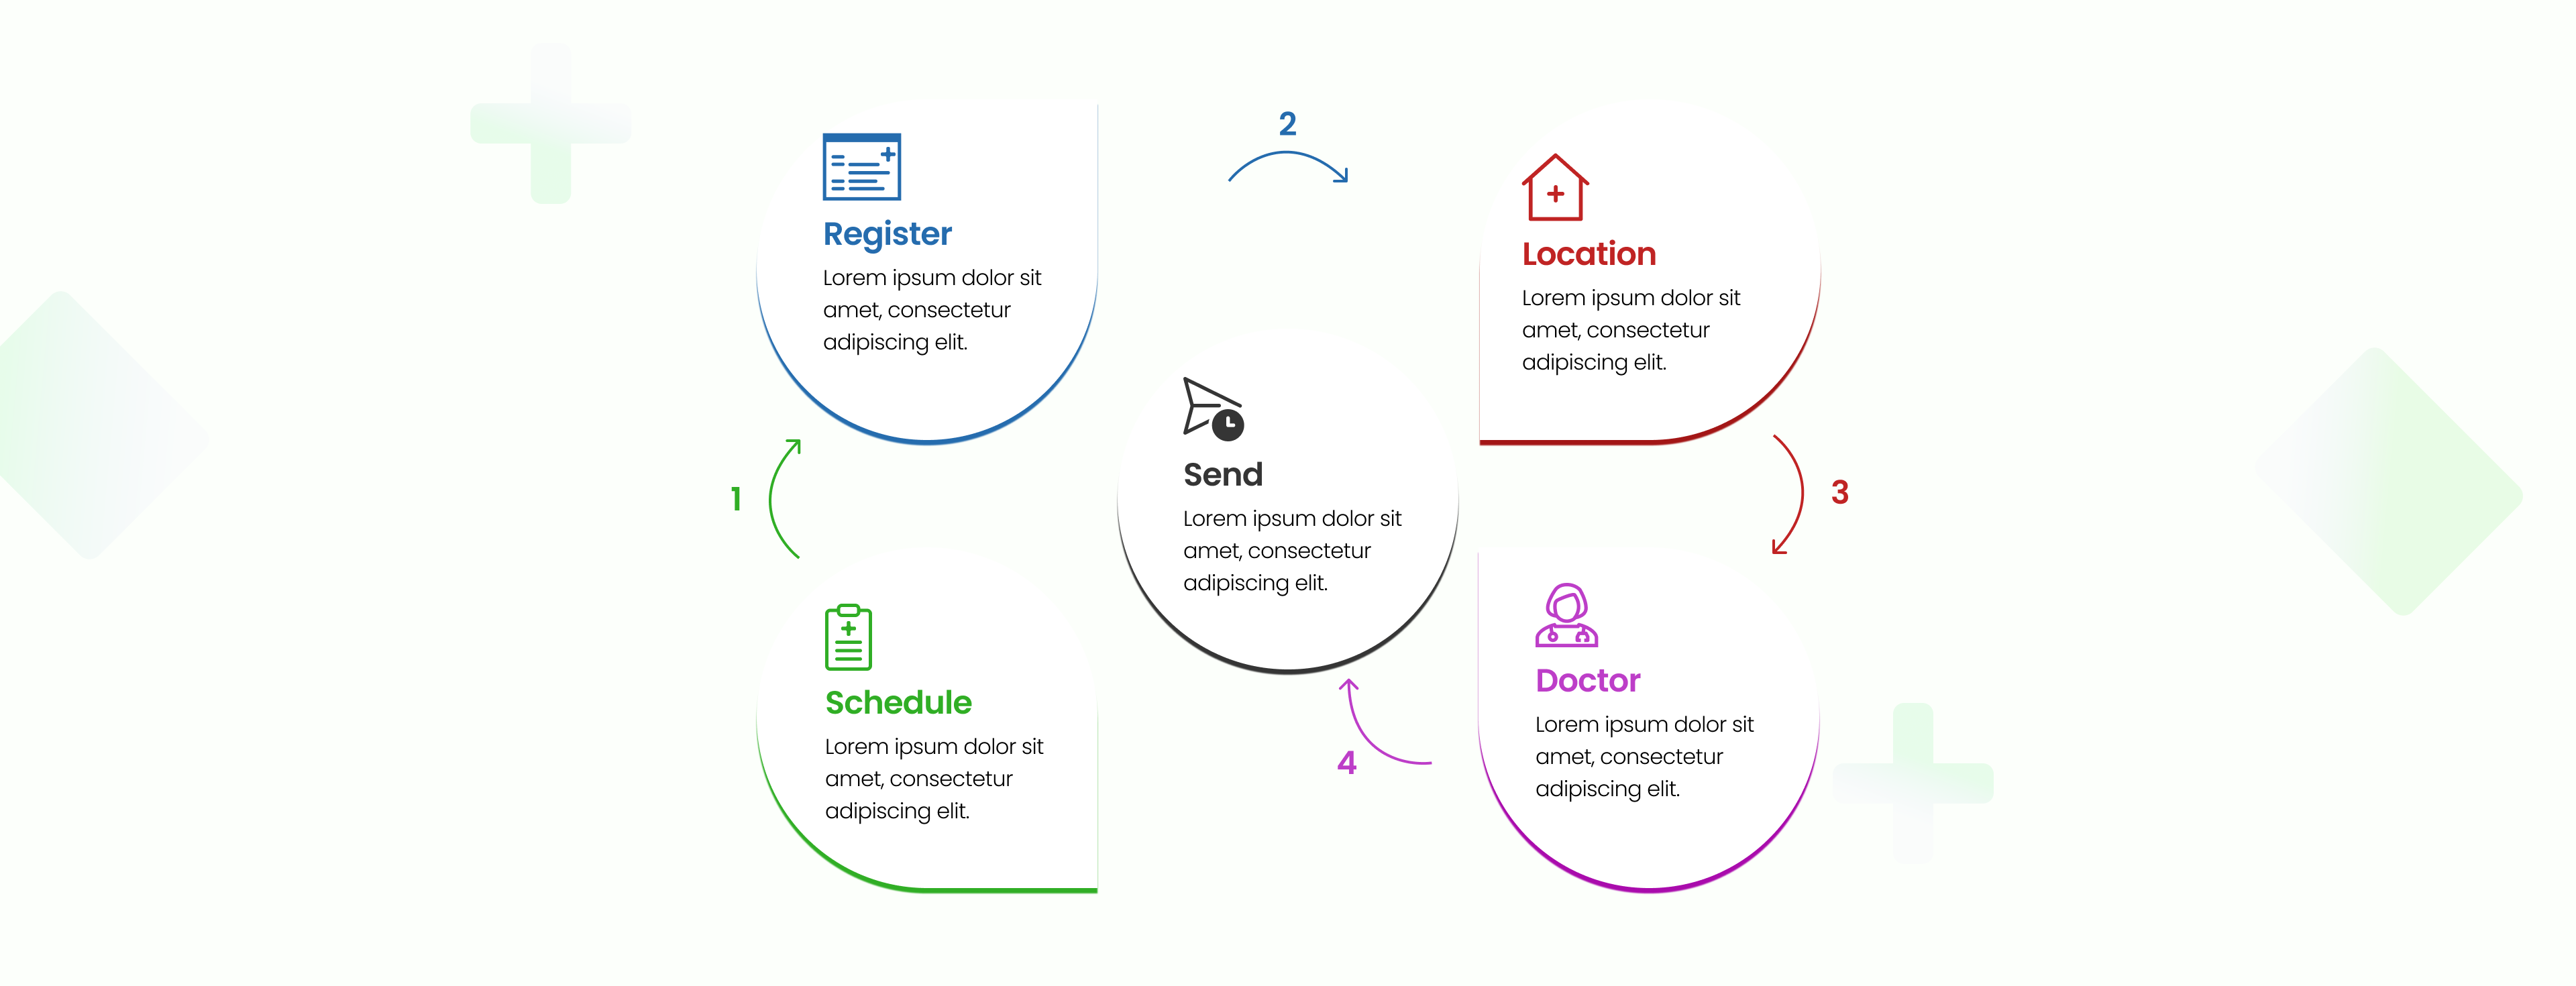 2
Register
Lorem ipsum dolor sit
amet, consectetur
adipiscing elit.
Location
Lorem ipsum dolor sit
amet, consectetur
adipiscing elit.
Send
Lorem ipsum dolor sit
amet, consectetur
adipiscing elit.
1
3
Schedule
Lorem ipsum dolor sit
amet, consectetur
adipiscing elit.
4
Doctor
Lorem ipsum dolor sit
amet, consectetur
adipiscing elit.